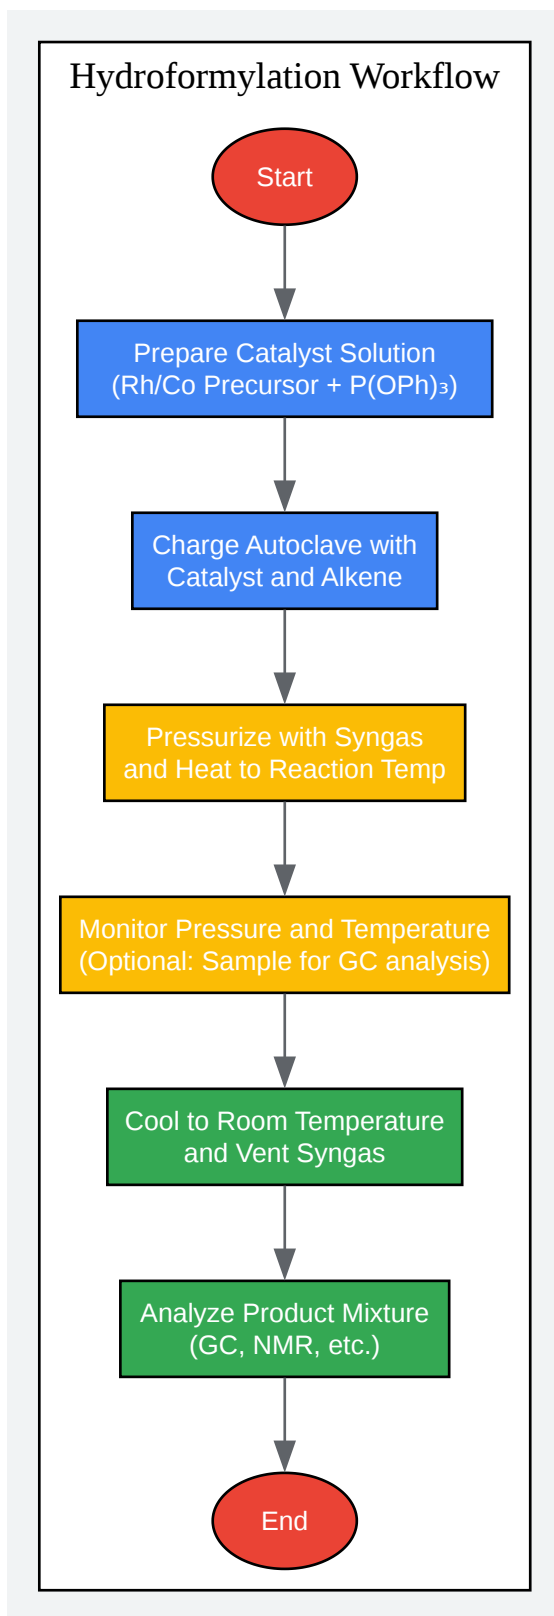 Hydroformylation Workflow
Start
Prepare Catalyst Solution
(Rh/Co Precursor + P(OPh)₃)
Charge Autoclave with
Catalyst and Alkene
Pressurize with Syngas
and Heat to Reaction Temp
Monitor Pressure and Temperature
(Optional: Sample for GC analysis)
Cool to Room Temperature
and Vent Syngas
Analyze Product Mixture
(GC, NMR, etc.)
End